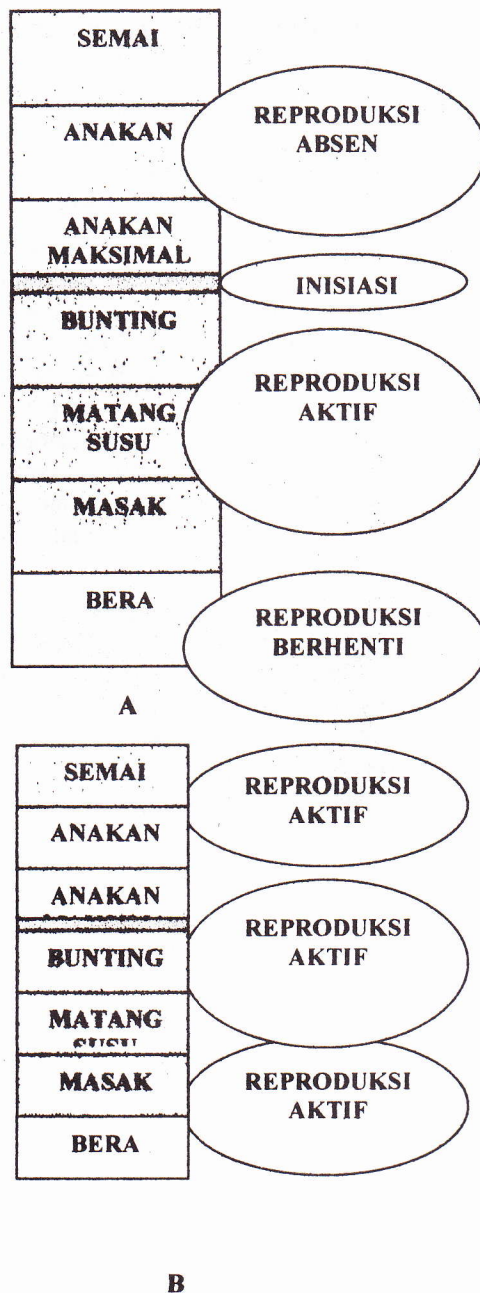 SEMAI
ANAKAN
REPRODUKSI
ABSEN
ANAKAN
MAKSIMAL
INISIASI
BUNTING
REPRODUKSI
AKTIF
MATANG
SUSU
MASAK
BERA
REPRODUKSI
BERHENTI
A
SEMAI
REPRODUKSI
AKTIF
ANAKAN
ANAKAN
BUNTING
REPRODUKSI
AKTIF
MATANG
SUSU
MASAK
REPRODUKSI
AKTIF
BERA
B